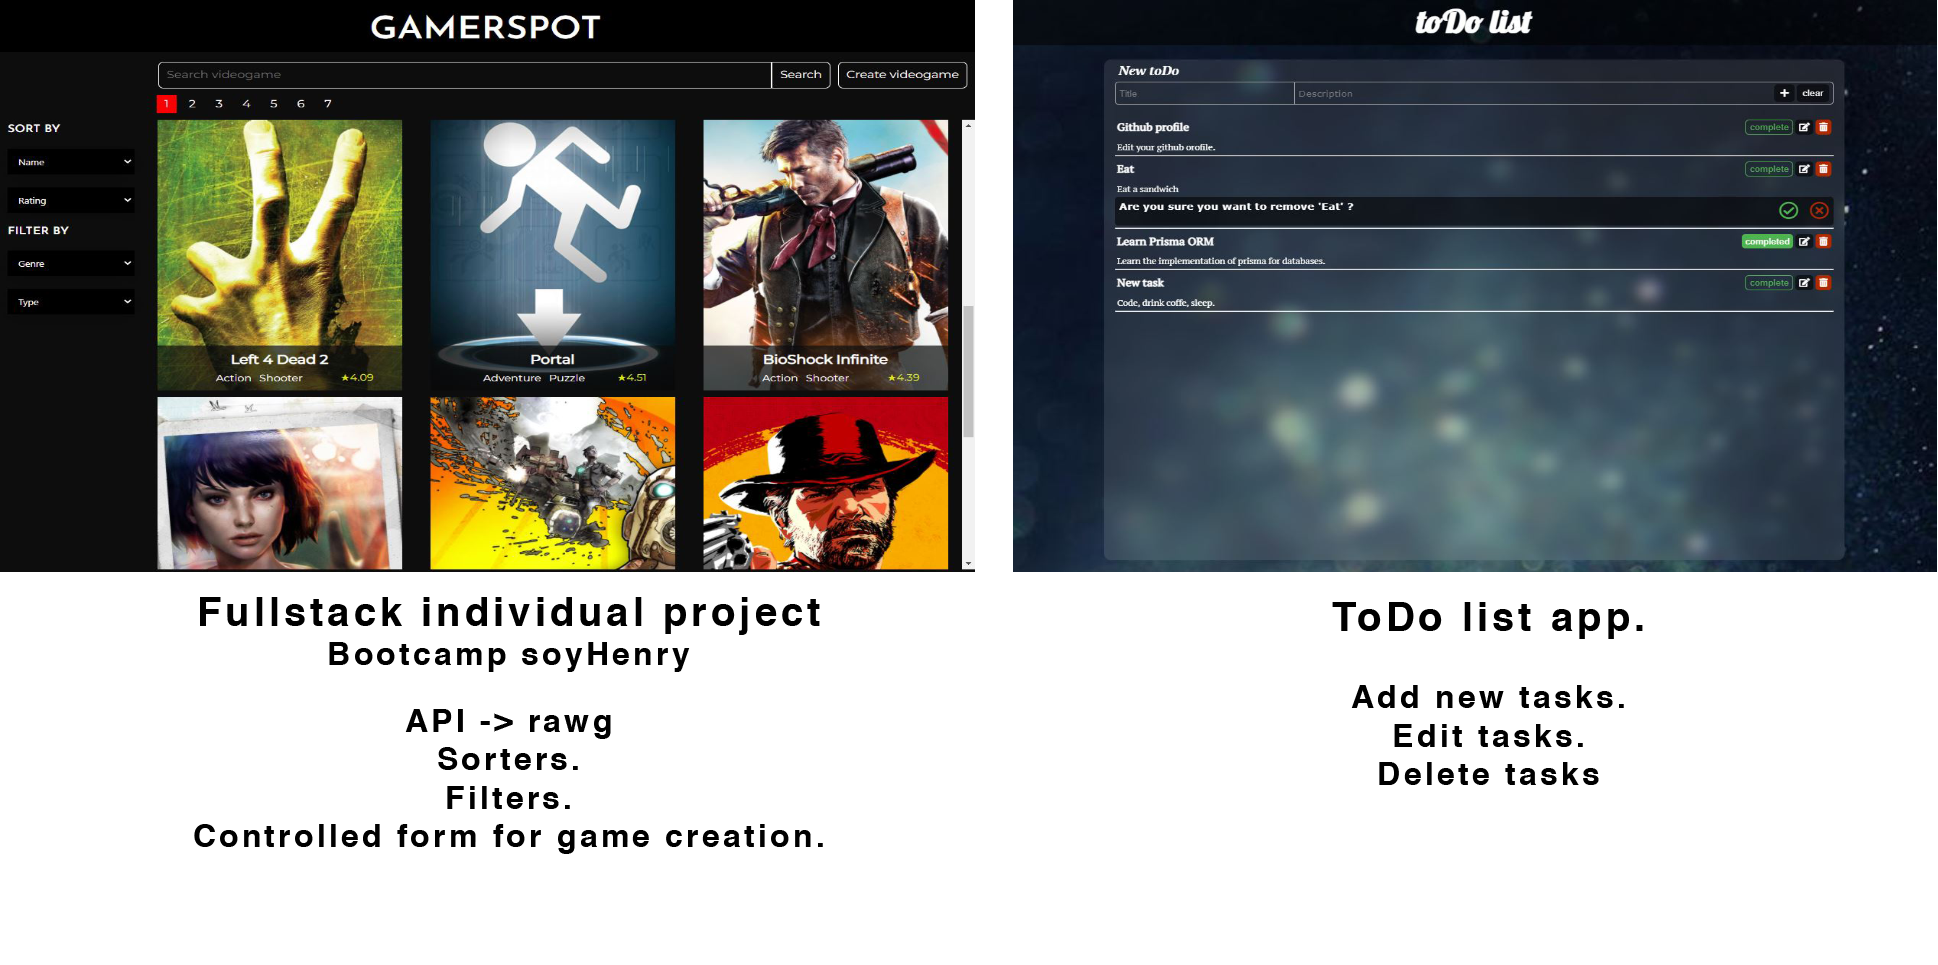 GAMERSPOT
Search videogame
Search
Create videogame
1 2 3 4 5 6 7
SORT BY
Name
Rating
FILTER BY
Genre
Type
Left 4 Dead 2
Action Shooter ★4.09
Portal
Adventure Puzzle ★4.51
BioShock Infinite
Action Shooter ★4.39
Fullstack individual project
Bootcamp soyHenry
API -> rawg
Sorters.
Filters.
Controlled form for game creation.
toDo list
New toDo
Title
Description
+ clear
Github profile
complete
Edit your github orofile.
Eat
complete
Eat a sandwich
Are you sure you want to remove 'Eat' ?
Learn Prisma ORM
completed
Learn the implementation of prisma for databases.
New task
complete
Code, drink coffe, sleep.
ToDo list app.
Add new tasks.
Edit tasks.
Delete tasks